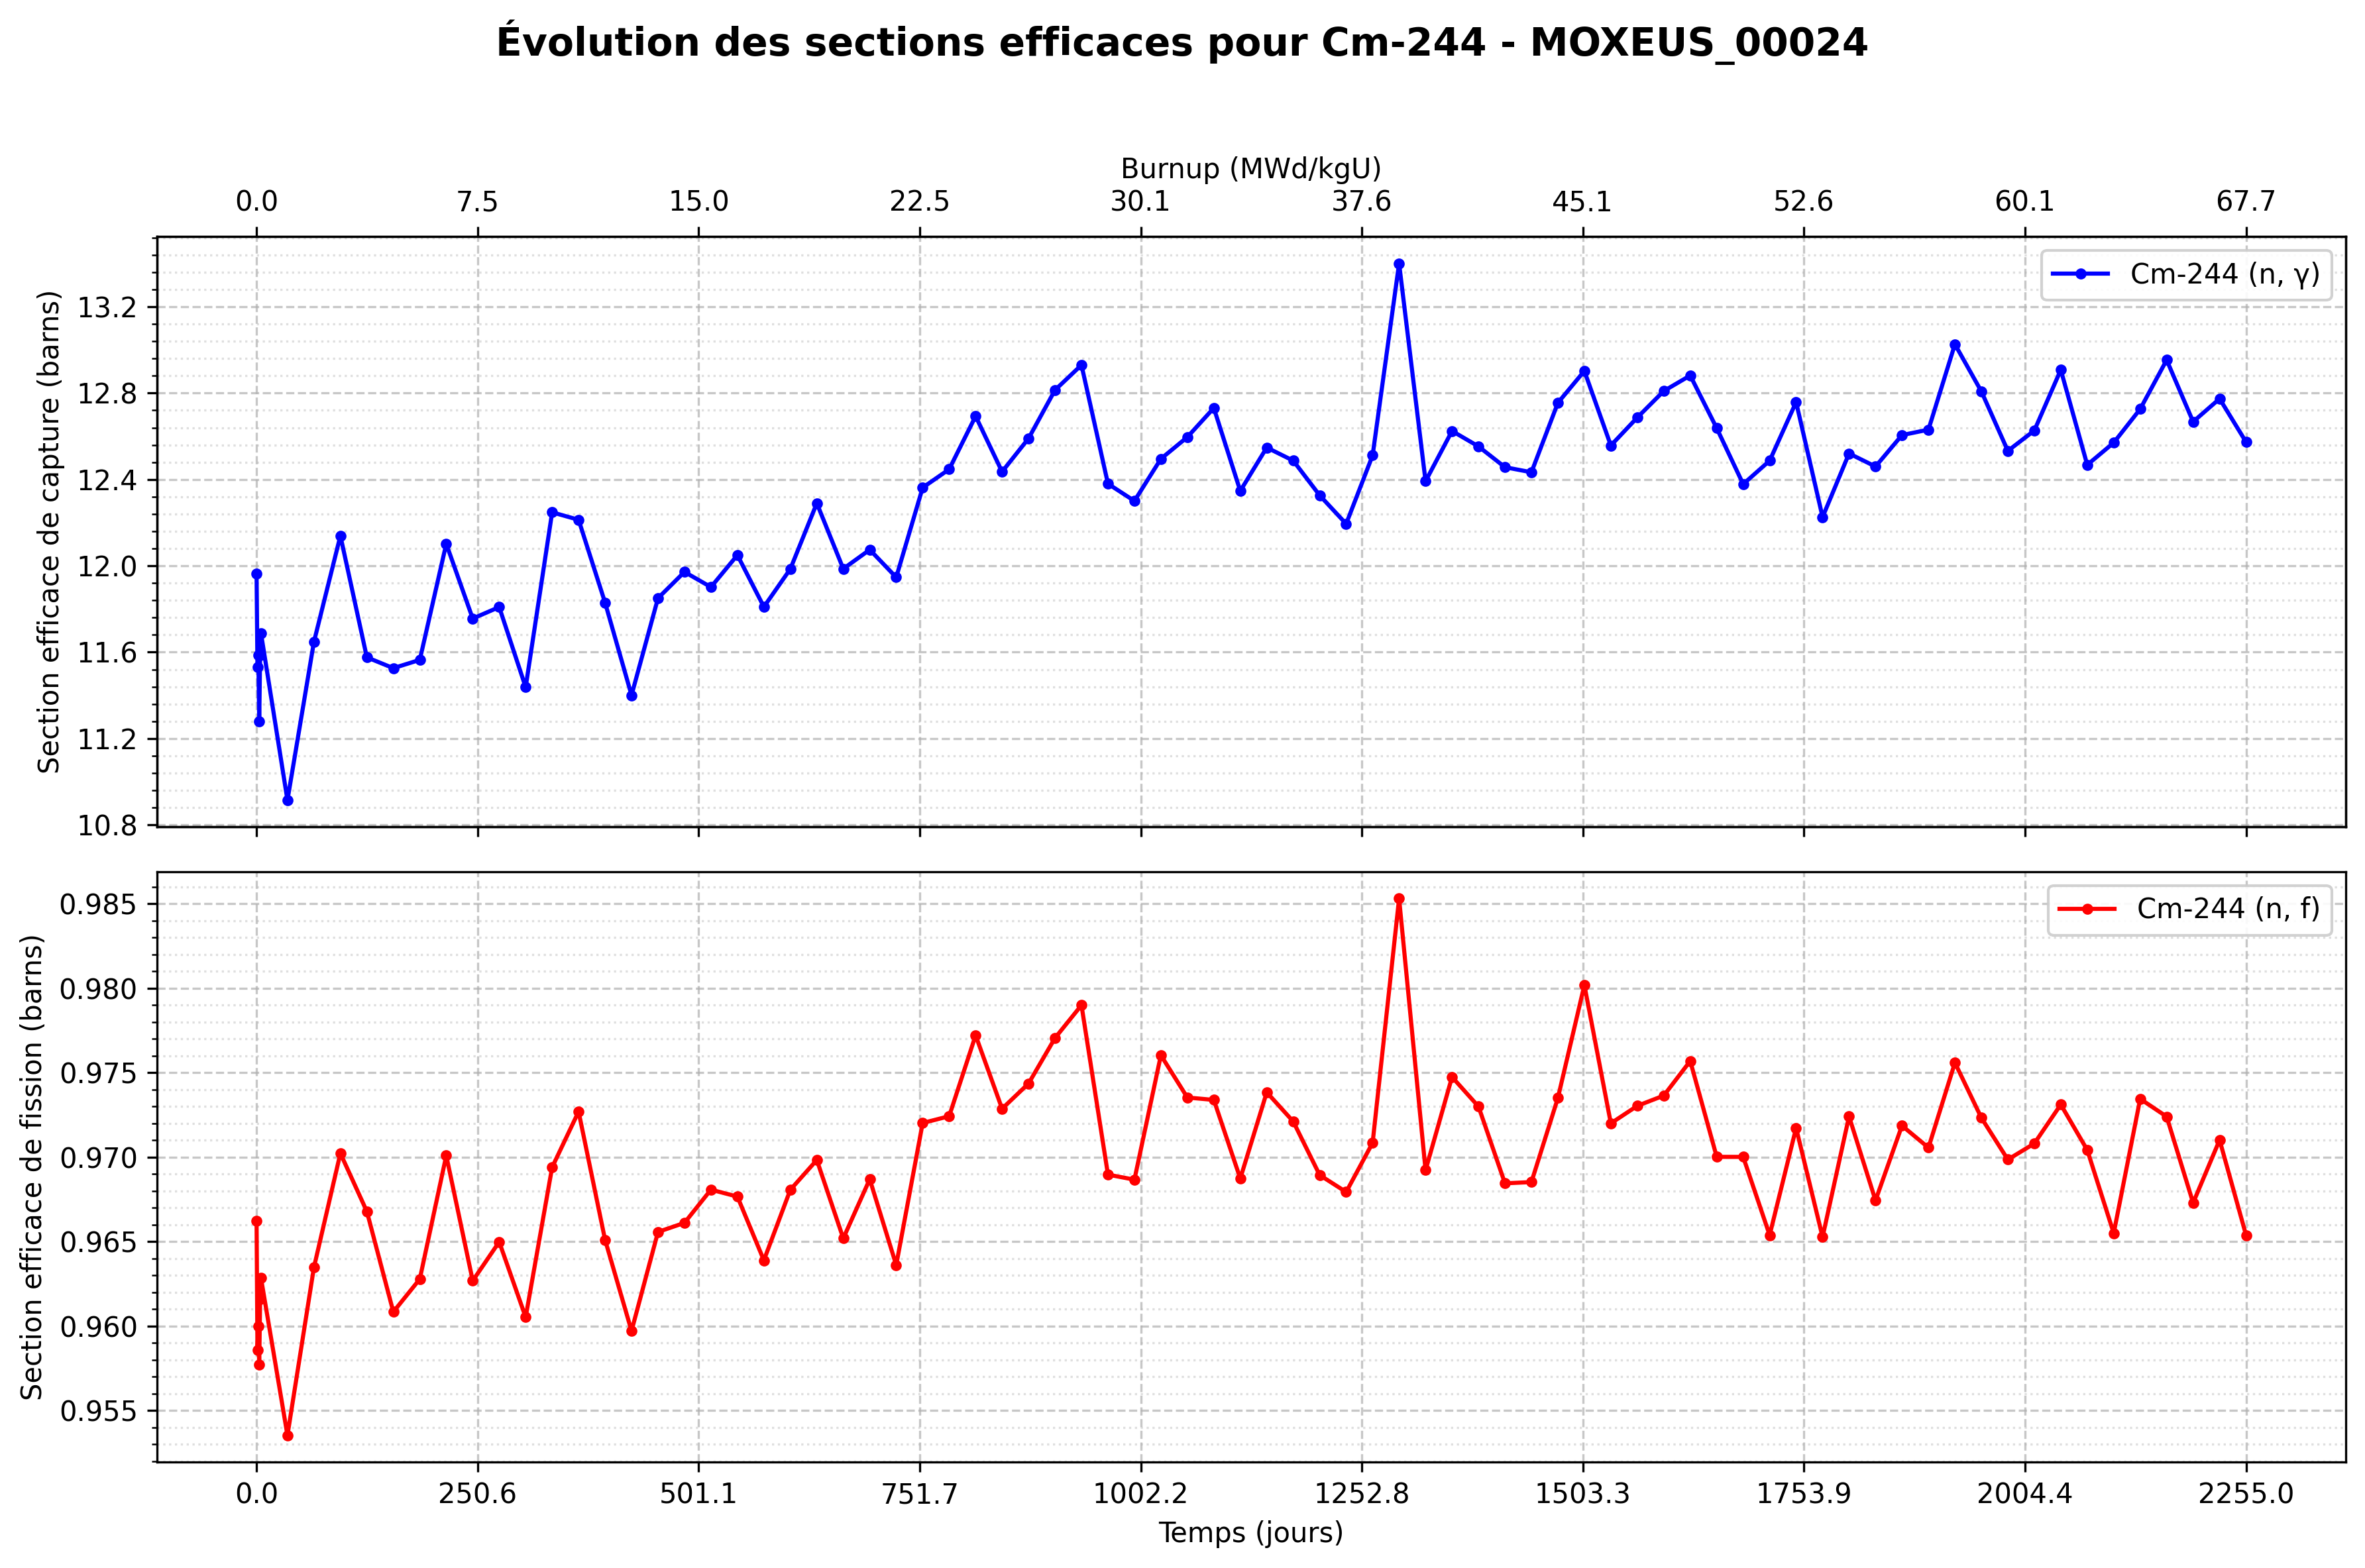 Évolution des sections efficaces pour Cm-244 - MOXEUS_00024
Burnup (MWd/kgU)
0.0 7.5 15.0 22.5 30.1 37.6 45.1 52.6 60.1 67.7
Section efficace de capture (barns)
13.2
12.8
12.4
12.0
11.6
11.2
10.8
Cm-244 (n, γ)
Section efficace de fission (barns)
0.985
0.980
0.975
0.970
0.965
0.960
0.955
Cm-244 (n, f)
0.0 250.6 501.1 751.7 1002.2 1252.8 1503.3 1753.9 2004.4 2255.0
Temps (jours)